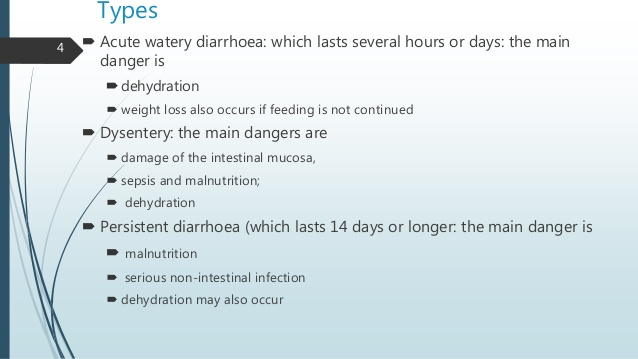 Types
4
Acute watery diarrhoea: which lasts several hours or days: the main
danger is
dehydration
weight loss also occurs if feeding is not continued
Dysentery: the main dangers are
damage of the intestinal mucosa,
sepsis and malnutrition;
dehydration
Persistent diarrhoea (which lasts 14 days or longer: the main danger is
malnutrition
serious non-intestinal infection
dehydration may also occur